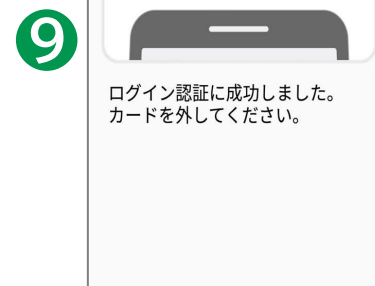 9
ログイン認証に成功しました。
カードを外してください。